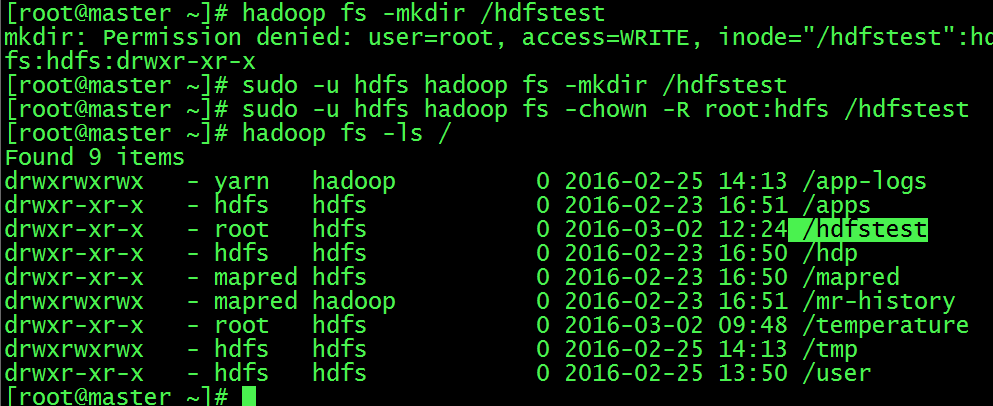 [root@master ~]# hadoop fs -mkdir /hdfstest
mkdir: Permission denied: user=root, access=WRITE, inode="/hdfstest":hd
fs:hdfs:drwxr-xr-x
[root@master ~]# sudo -u hdfs hadoop fs -mkdir /hdfstest
[root@master ~]# sudo -u hdfs hadoop fs -chown -R root:hdfs /hdfstest
[root@master ~]# hadoop fs -ls /
Found 9 items
drwxrwxrwx   - yarn   hadoop          0 2016-02-25 14:13 /app-logs
drwxr-xr-x   - hdfs   hdfs            0 2016-02-23 16:51 /apps
drwxr-xr-x   - root   hdfs            0 2016-03-02 12:24 /hdfstest
drwxr-xr-x   - hdfs   hdfs            0 2016-02-23 16:50 /hdp
drwxr-xr-x   - mapred hdfs            0 2016-02-23 16:50 /mapred
drwxrwxrwx   - mapred hadoop          0 2016-02-23 16:51 /mr-history
drwxr-xr-x   - root   hdfs            0 2016-03-02 09:48 /temperature
drwxrwxrwx   - hdfs   hdfs            0 2016-02-25 14:13 /tmp
drwxr-xr-x   - hdfs   hdfs            0 2016-02-25 13:50 /user
[root@master ~]#